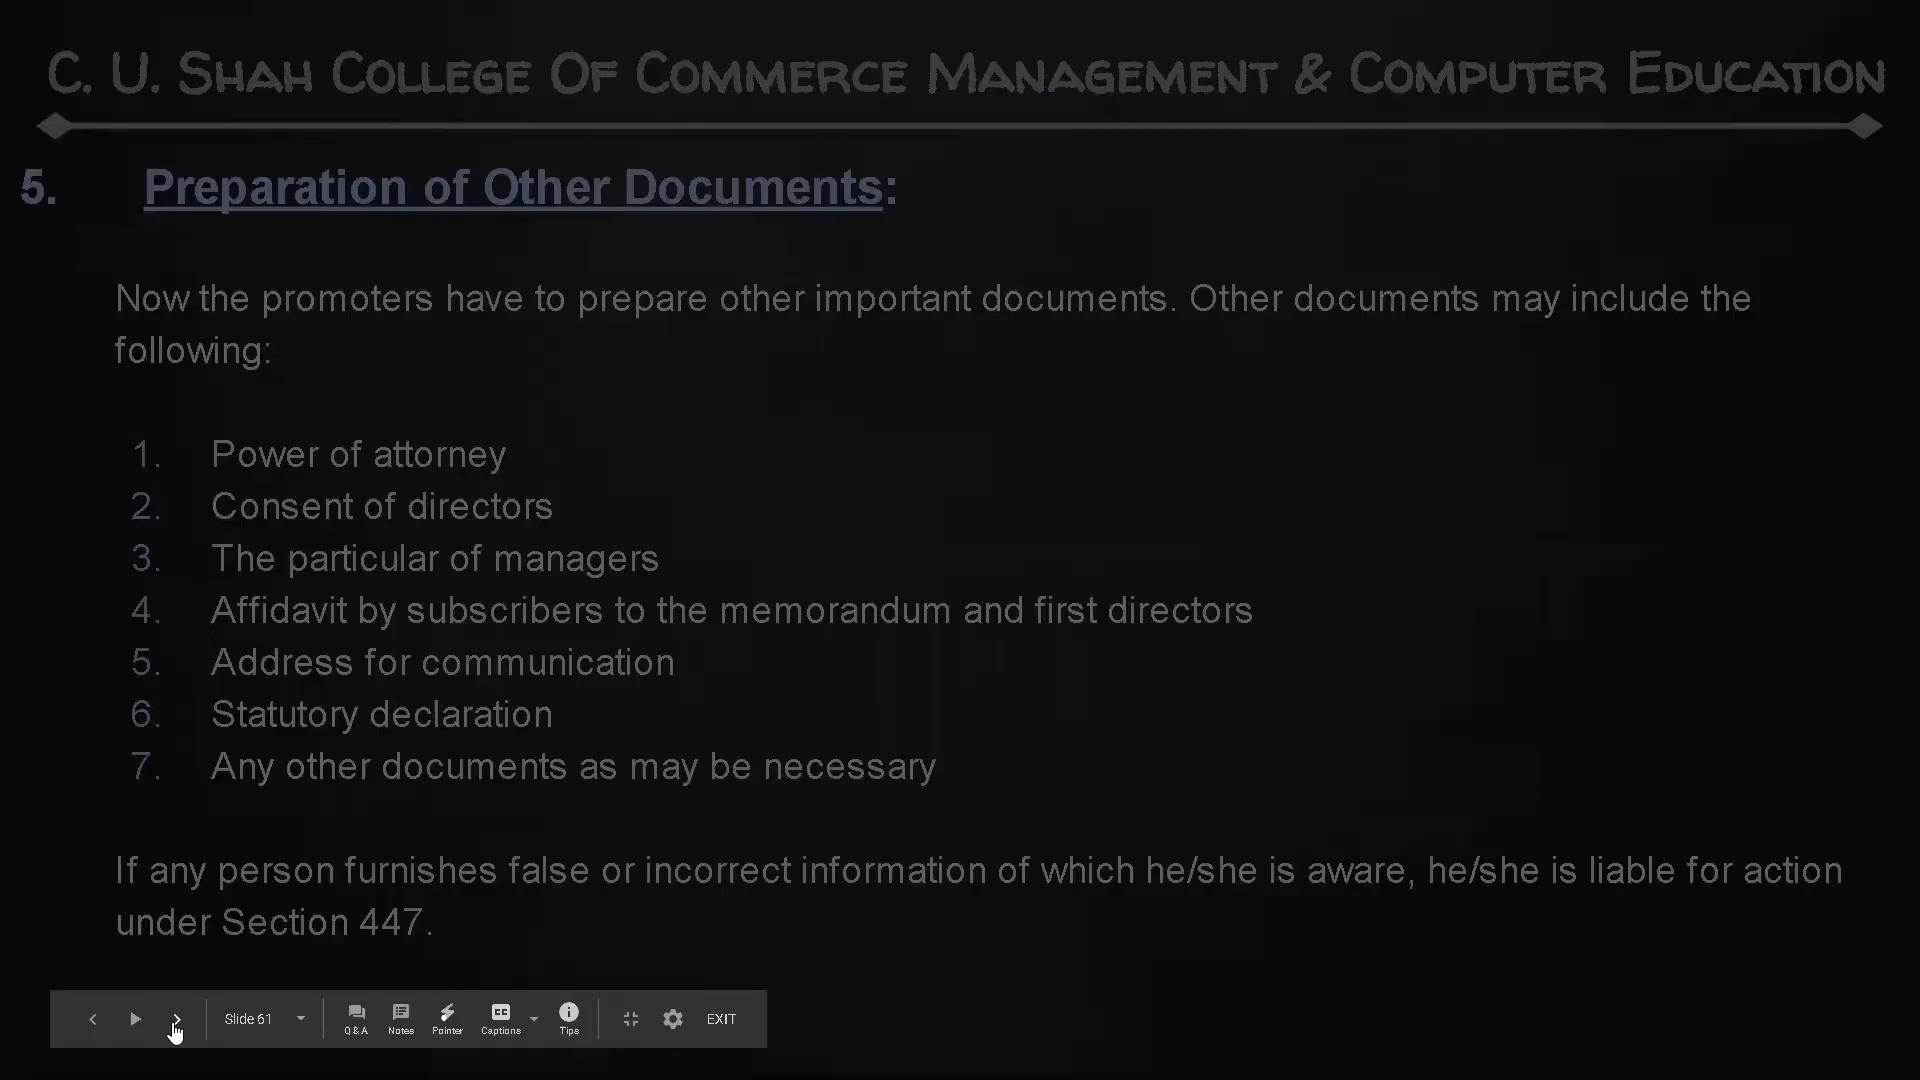 C. U. Shah College Of Commerce Management & Computer Education
5. Preparation of Other Documents:
Now the promoters have to prepare other important documents. Other documents may include the
following:
1. Power of attorney
2. Consent of directors
3. The particular of managers
4. Affidavit by subscribers to the memorandum and first directors
5. Address for communication
6. Statutory declaration
7. Any other documents as may be necessary
If any person furnishes false or incorrect information of which he/she is aware, he/she is liable for action
under Section 447.
Slide 61 Q & A Notes Pointer CC Captions i Tips EXIT